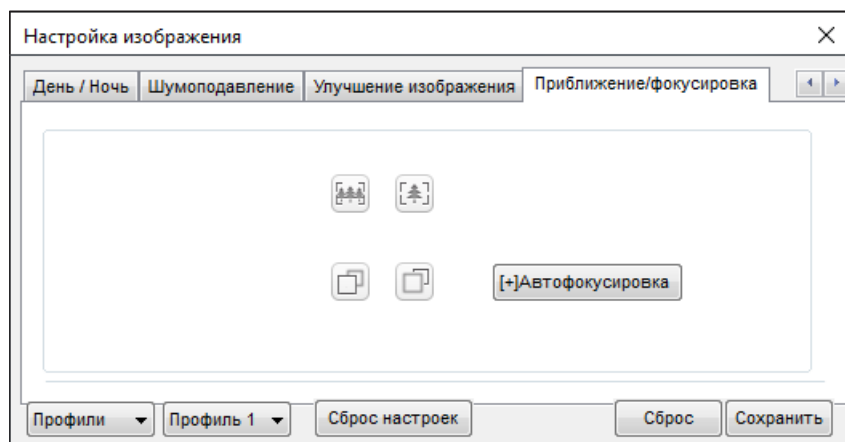 Настройка изображения
День / Ночь Шумоподавление Улучшение изображения Приближение/фокусировка
[+]Автофокусировка
Профили Профиль 1 Сброс настроек Сброс Сохранить